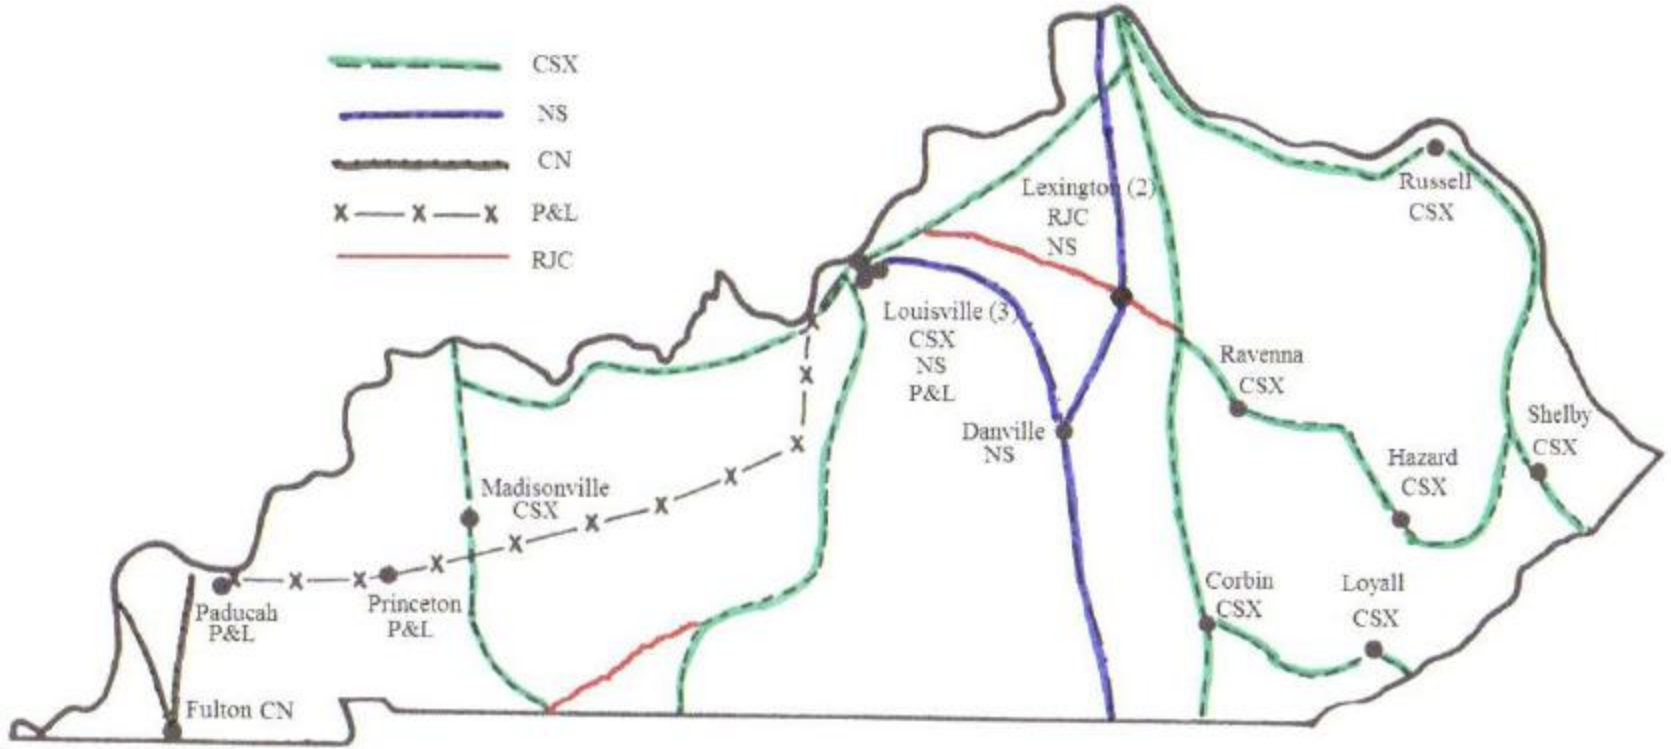 CSX
NS
CN
X — X — X P&L
RJC
Lexington (2)
RJC
NS
Russell
CSX
Louisville (3)
CSX
NS
P&L
Ravenna
CSX
Danville
NS
Shelby
CSX
Hazard
CSX
Madisonville
CSX
Paducah
P&L
Princeton
P&L
Corbin
CSX
Loyall
CSX
Fulton CN